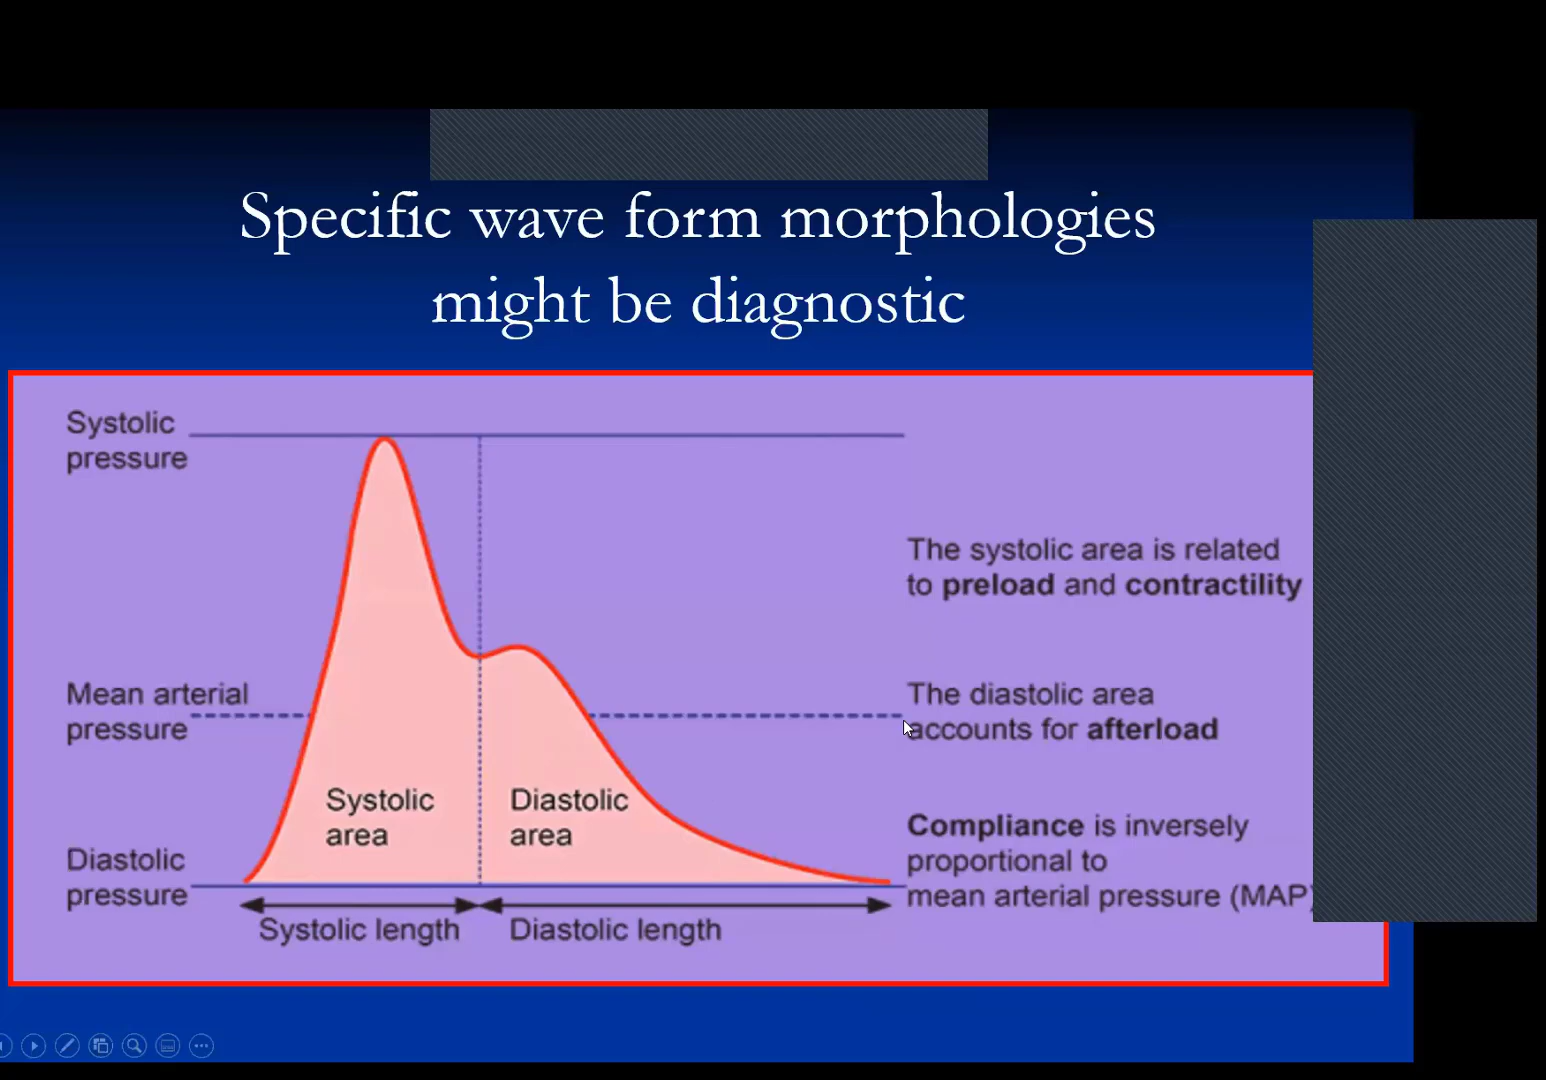 Specific wave form morphologies
might be diagnostic
Systolic
pressure
Mean arterial
pressure
Diastolic
pressure
Systolic
area
Diastolic
area
Systolic length
Diastolic length
The systolic area is related
to preload and contractility
The diastolic area
accounts for afterload
Compliance is inversely
proportional to
mean arterial pressure (MAP)